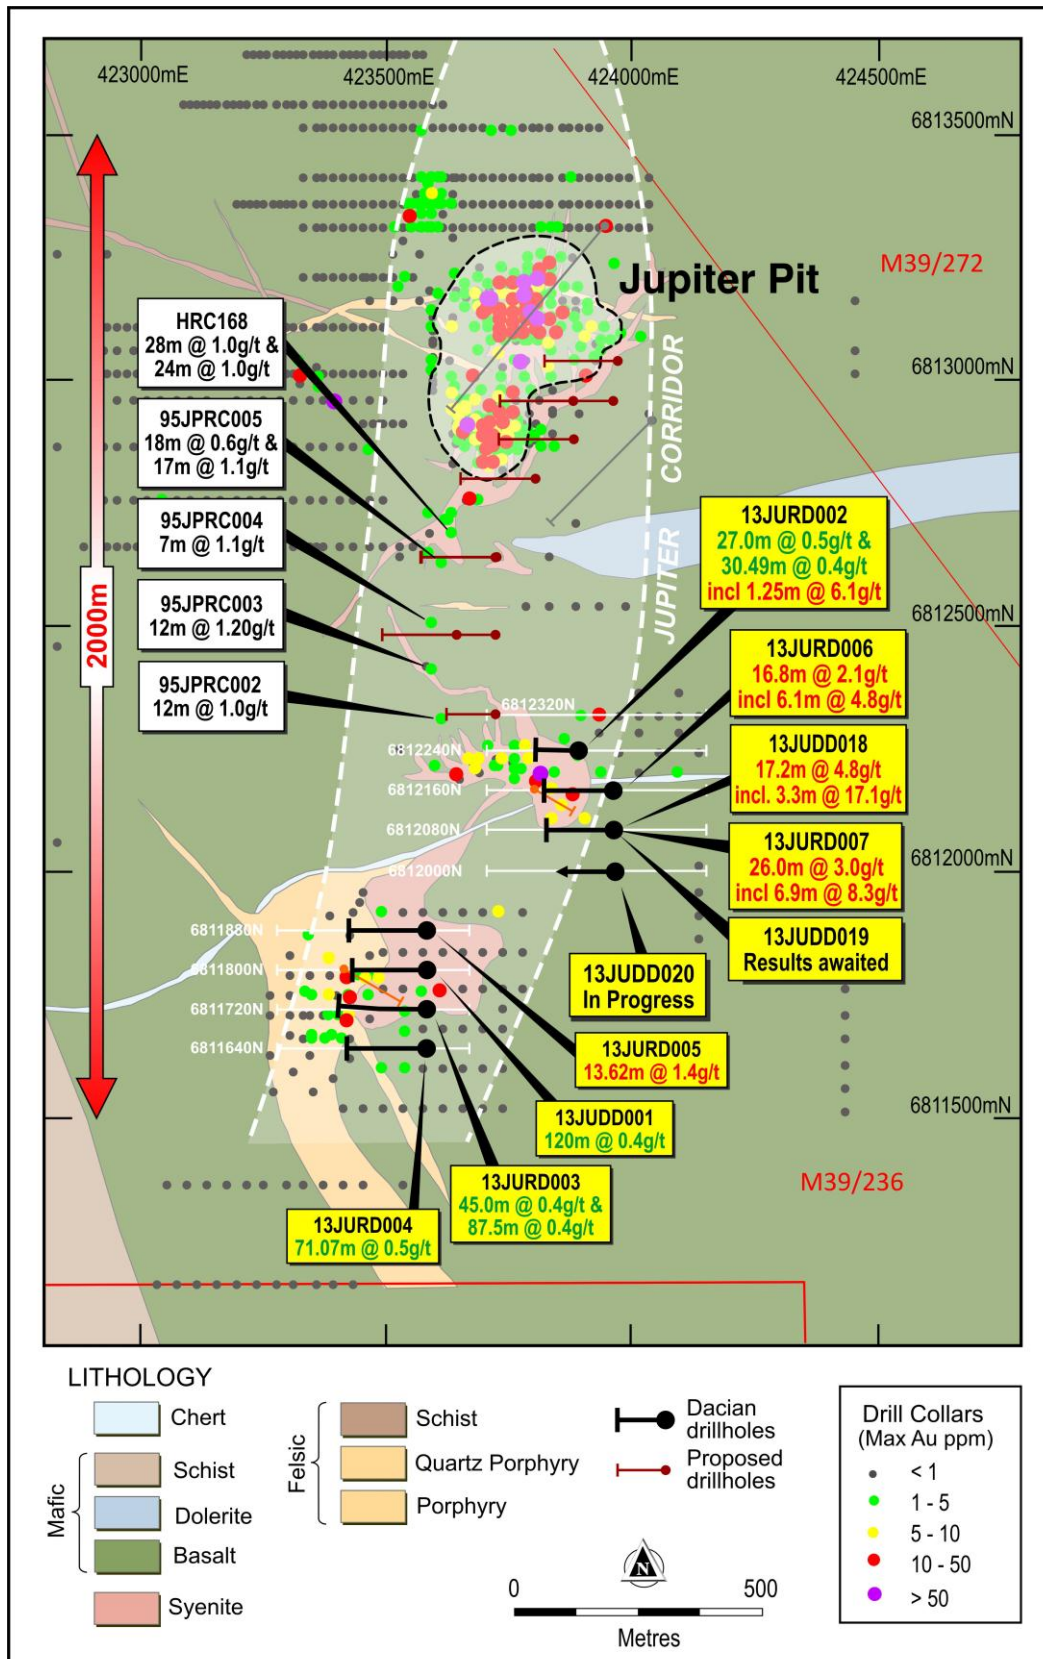 423000mE
423500mE
424000mE
424500mE
6813500mN
M39/272
Jupiter Pit
6813000mN
HRC168
28m @ 1.0g/t &
24m @ 1.0g/t
95JPRC005
18m @ 0.6g/t &
17m @ 1.1g/t
95JPRC004
7m @ 1.1g/t
95JPRC003
12m @ 1.20g/t
95JPRC002
12m @ 1.0g/t
2000m
JUPITER CORRIDOR
13JURD002
27.0m @ 0.5g/t &
30.49m @ 0.4g/t
incl 1.25m @ 6.1g/t
6812500mN
13JURD006
16.8m @ 2.1g/t
incl 6.1m @ 4.8g/t
6812320N
6812240N
6812160N
6812080N
6812000N
13JUDD018
17.2m @ 4.8g/t
incl. 3.3m @ 17.1g/t
13JURD007
26.0m @ 3.0g/t
incl 6.9m @ 8.3g/t
6812000mN
13JUDD019
Results awaited
13JUDD020
In Progress
6811880N
6811800N
6811720N
6811640N
13JURD005
13.62m @ 1.4g/t
6811500mN
13JUDD001
120m @ 0.4g/t
13JURD003
45.0m @ 0.4g/t &
87.5m @ 0.4g/t
13JURD004
71.07m @ 0.5g/t
M39/236
LITHOLOGY
Chert
Mafic
Schist
Dolerite
Basalt
Syenite
Felsic
Schist
Quartz Porphyry
Porphyry
Dacian
drillholes
Proposed
drillholes
N
0
500
Metres
Drill Collars
(Max Au ppm)
< 1
1 - 5
5 - 10
10 - 50
> 50